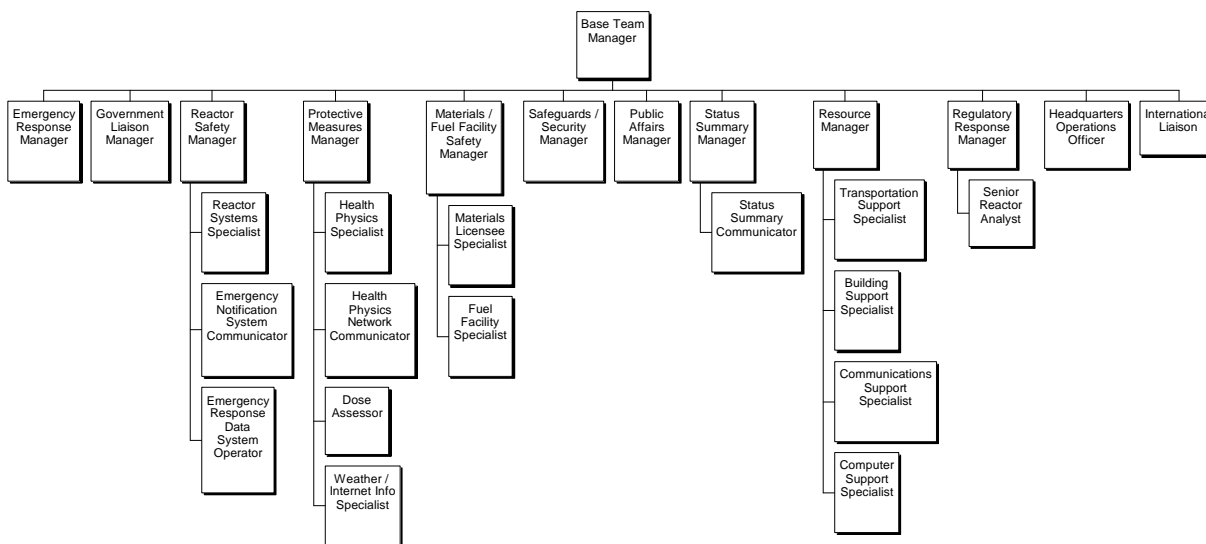 Base Team
Manager
Emergency
Response
Manager
Government
Liaison
Manager
Reactor
Safety
Manager
Protective
Measures
Manager
Materials /
Fuel Facility
Safety
Manager
Safeguards /
Security
Manager
Public
Affairs
Manager
Status
Summary
Manager
Resource
Manager
Regulatory
Response
Manager
Headquarters
Operations
Officer
International
Liaison
Reactor
Systems
Specialist
Emergency
Notification
System
Communicator
Emergency
Response
Data
System
Operator
Health
Physics
Specialist
Health
Physics
Network
Communicator
Dose
Assessor
Weather /
Internet Info
Specialist
Materials
Licensee
Specialist
Fuel
Facility
Specialist
Status
Summary
Communicator
Transportation
Support
Specialist
Building
Support
Specialist
Communications
Support
Specialist
Computer
Support
Specialist
Senior
Reactor
Analyst